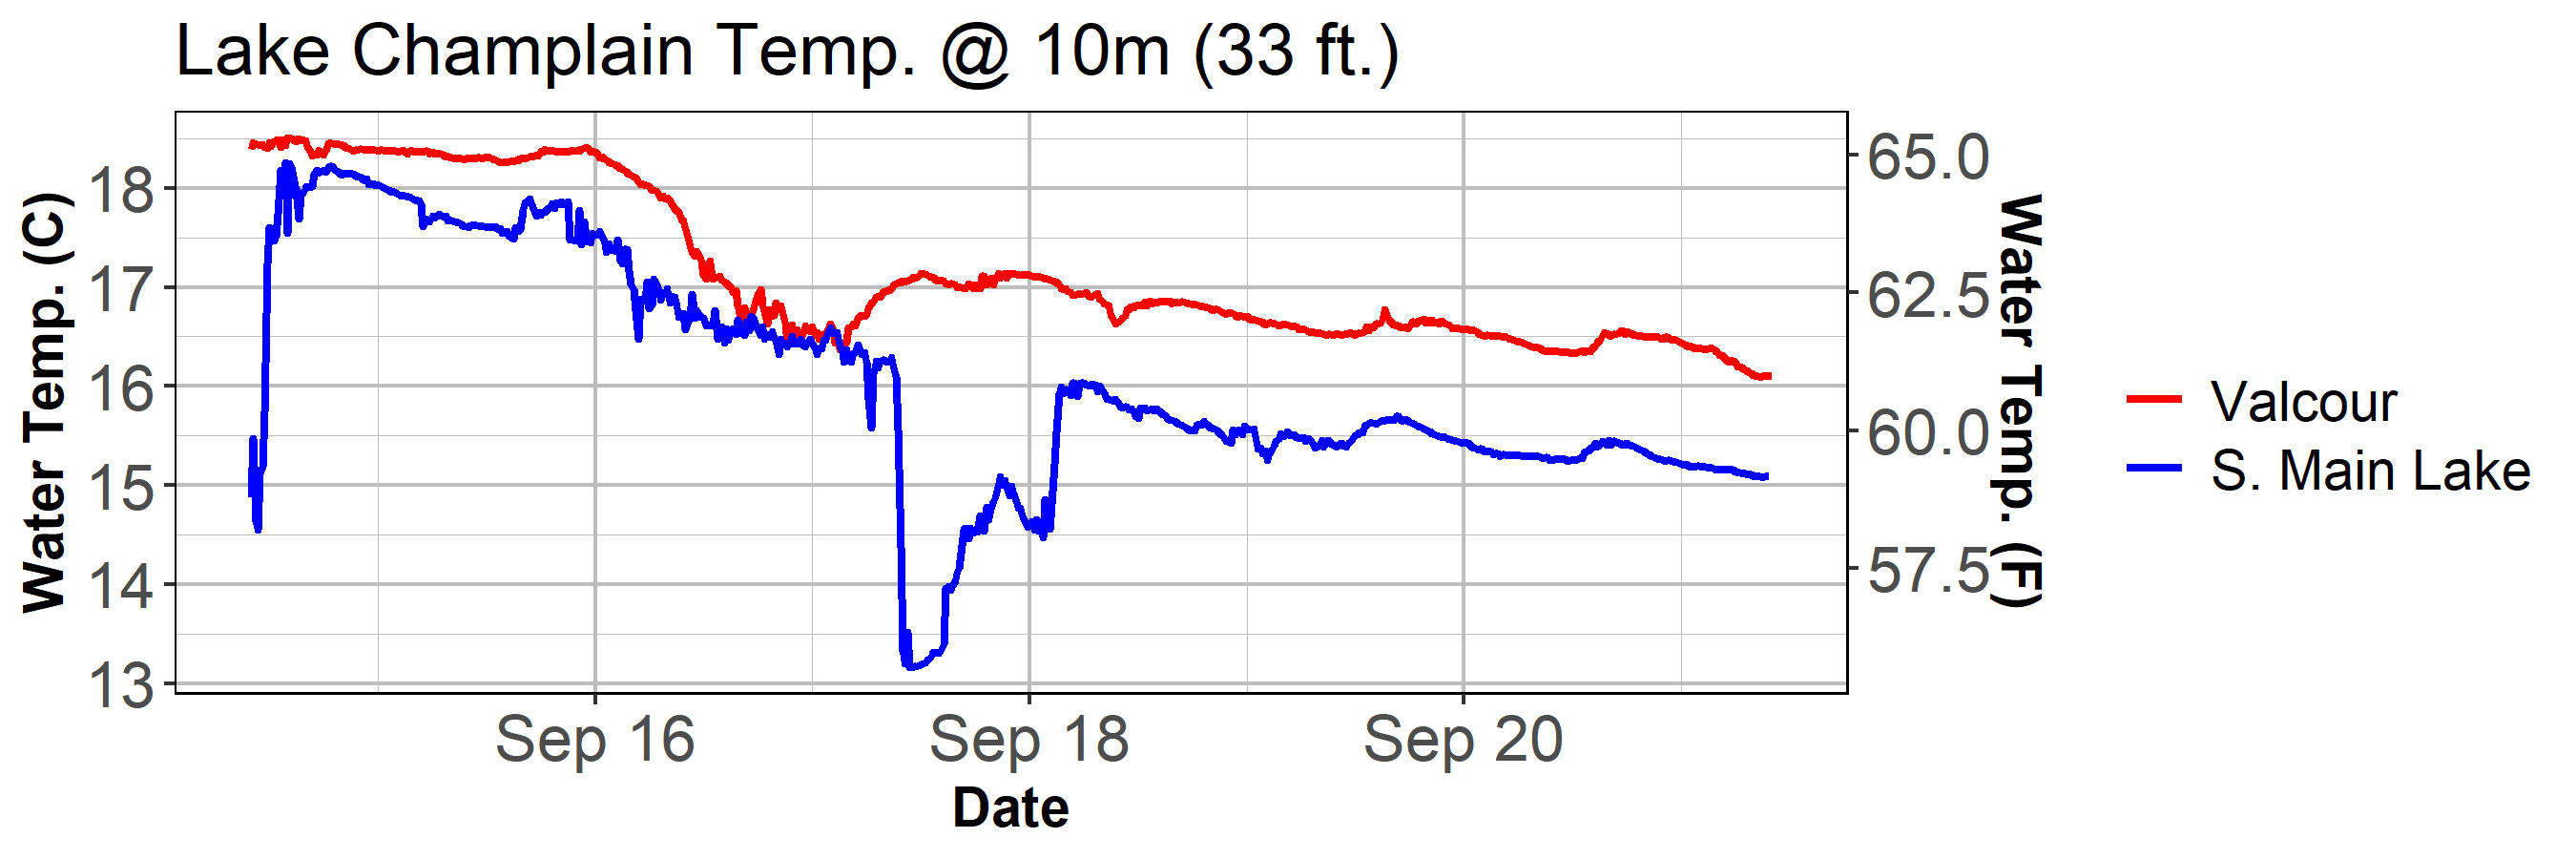 Lake Champlain Temp. @ 10m (33 ft.)
Water Temp. (C)
18
17
16
15
14
13
65.0
62.5
60.0
57.5
Water Temp. (F)
Sep 16
Sep 18
Sep 20
Date
Valcour
S. Main Lake